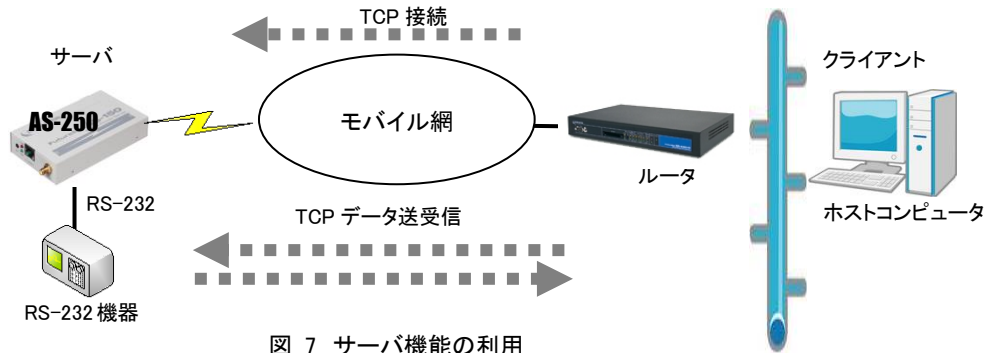 TCP 接続
サーバ
クライアント
AS-250
モバイル網
ルータ
RS-232
ホストコンピュータ
TCP データ送受信
RS-232 機器
図 7 サーバ機能の利用